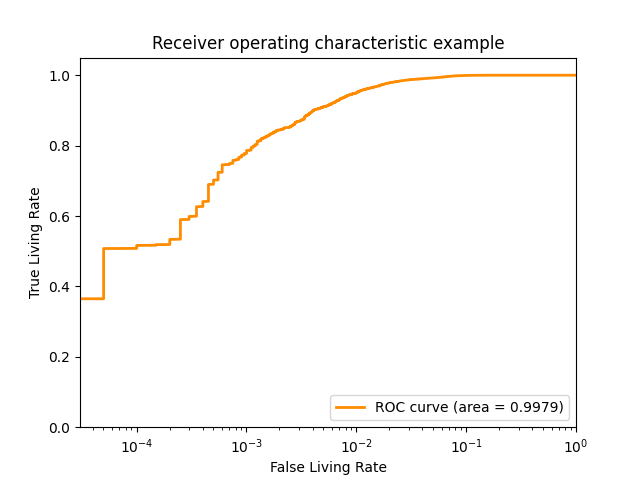 Receiver operating characteristic example
1.0
0.8
0.6
0.4
0.2
0.0
True Living Rate
ROC curve (area = 0.9979)
10⁻⁴ 10⁻³ 10⁻² 10⁻¹ 10⁰
False Living Rate